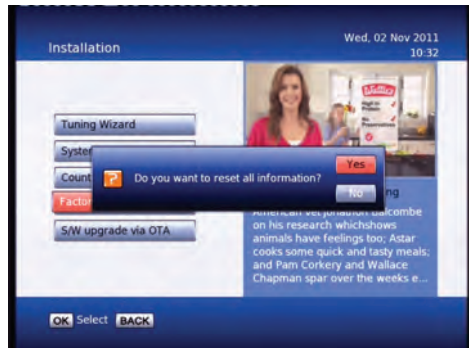 Installation
Wed, 02 Nov 2011
10:32
Tuning Wizard
Syste
Count
Factor
S/W upgrade via OTA
Do you want to reset all information?
Yes
No
ng
American vet Jonathon Balcombe
on his research whichshows
animals have feelings too; Astar
cooks some quick and tasty meals;
and Pam Corkery and Wallace
Chapman spar over the weeks e...
OK Select BACK